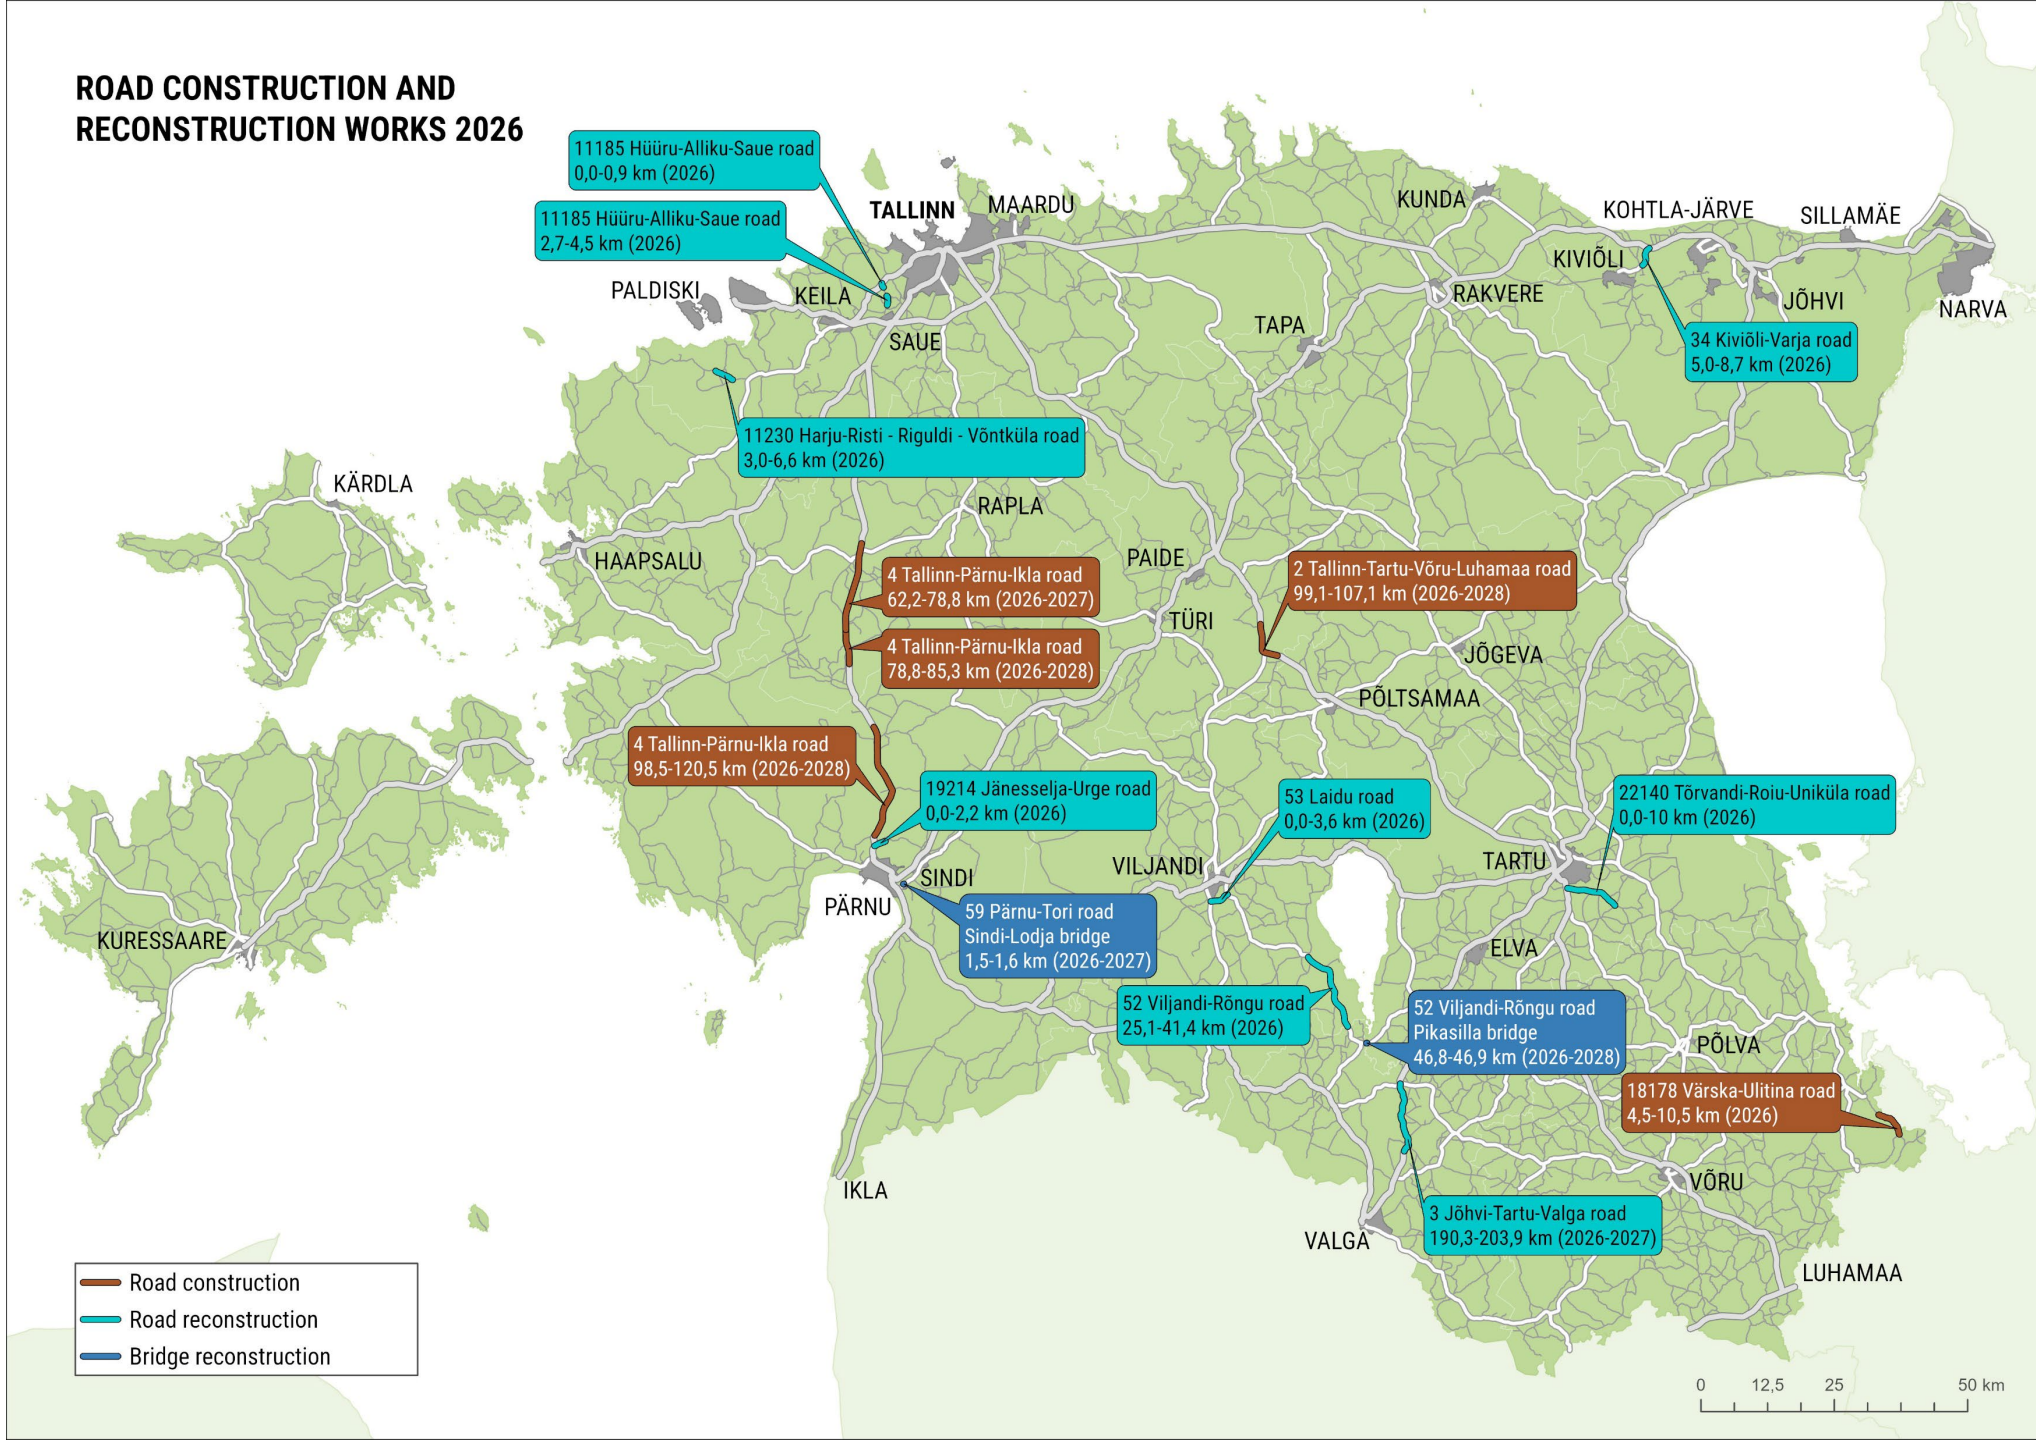 ROAD CONSTRUCTION AND
RECONSTRUCTION WORKS 2026
11185 Hüüru-Alliku-Saue road
0,0-0,9 km (2026)
11185 Hüüru-Alliku-Saue road
2,7-4,5 km (2026)
TALLINN
MAARDU
KUNDA
KOHTLA-JÄRVE
SILLAMÄE
PALDISKI
KEILA
KIVIÕLI
RAKVERE
JÕHVI
NARVA
SAUE
TAPA
34 Kiviõli-Varja road
5,0-8,7 km (2026)
11230 Harju-Risti - Riguldi - Võntküla road
3,0-6,6 km (2026)
KÄRDLA
RAPLA
HAAPSALU
PAIDE
4 Tallinn-Pärnu-Ikla road
62,2-78,8 km (2026-2027)
2 Tallinn-Tartu-Võru-Luhamaa road
99,1-107,1 km (2026-2028)
TÜRI
4 Tallinn-Pärnu-Ikla road
78,8-85,3 km (2026-2028)
JÕGEVA
PÕLTSAMAA
4 Tallinn-Pärnu-Ikla road
98,5-120,5 km (2026-2028)
19214 Jänesselja-Urge road
0,0-2,2 km (2026)
53 Laidu road
0,0-3,6 km (2026)
22140 Tõrvandi-Roiu-Uniküla road
0,0-10 km (2026)
VILJANDI
TARTU
SINDI
PÄRNU
59 Pärnu-Tori road
Sindi-Lodja bridge
1,5-1,6 km (2026-2027)
KURESSAARE
ELVA
52 Viljandi-Rõngu road
25,1-41,4 km (2026)
52 Viljandi-Rõngu road
Pikasilla bridge
46,8-46,9 km (2026-2028)
PÕLVA
18178 Värska-Ulitina road
4,5-10,5 km (2026)
IKLA
VÕRU
3 Jõhvi-Tartu-Valga road
190,3-203,9 km (2026-2027)
VALGA
LUHAMAA
Road construction
Road reconstruction
Bridge reconstruction
0 12,5 25 50 km